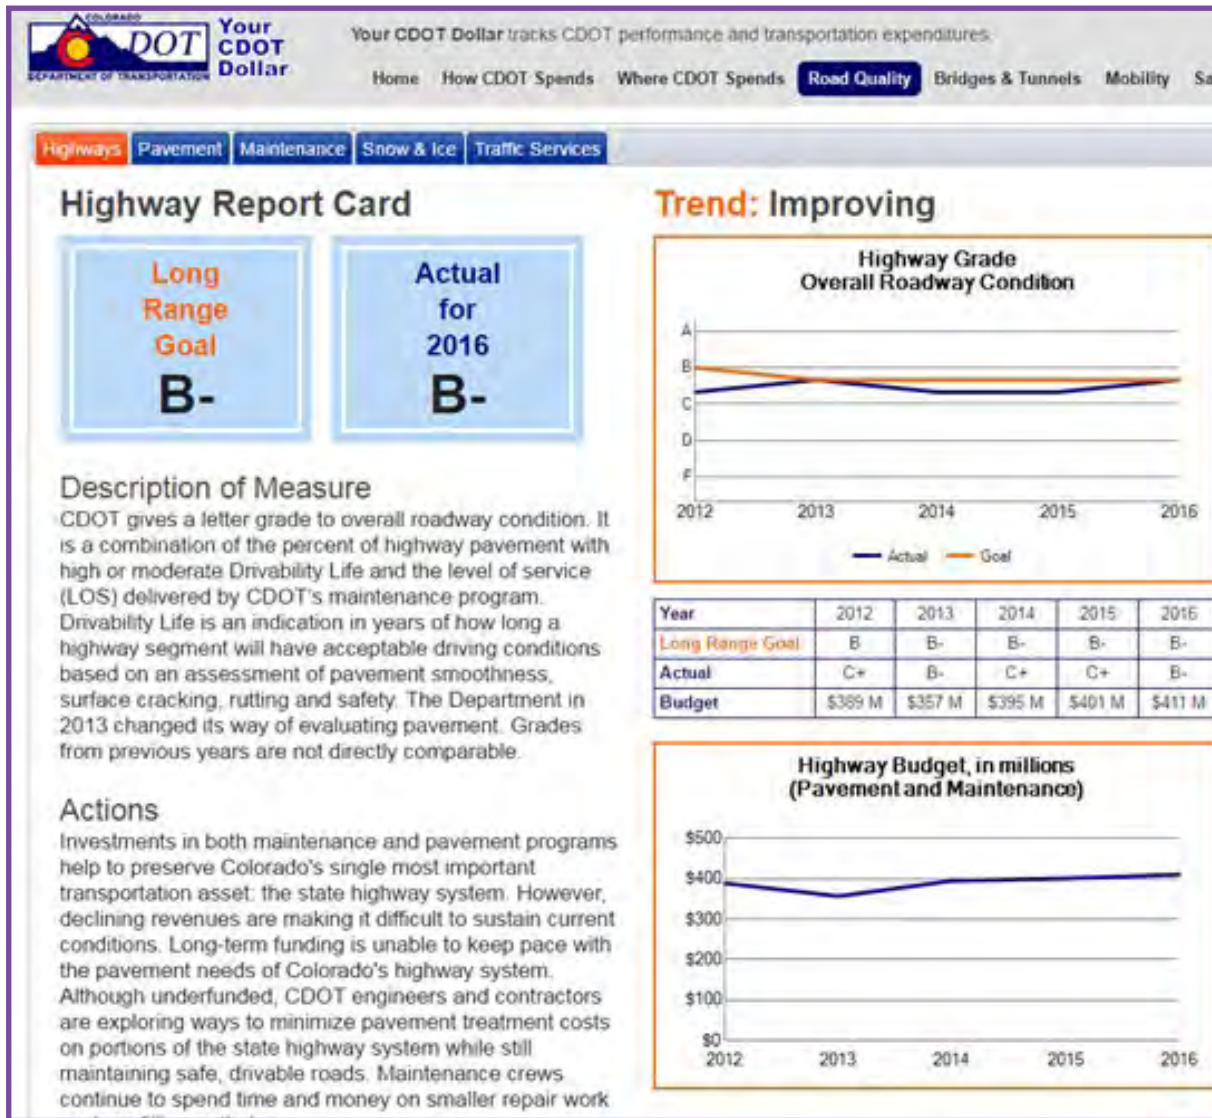 COLORADO
DOT
DEPARTMENT OF TRANSPORTATION
Your
CDOT
Dollar
Your CDOT Dollar tracks CDOT performance and transportation expenditures.
Home How CDOT Spends Where CDOT Spends Road Quality Bridges & Tunnels Mobility Sa
Highways Pavement Maintenance Snow & Ice Traffic Services
Highway Report Card
Long
Range
Goal
B-
Actual
for
2016
B-
Description of Measure
CDOT gives a letter grade to overall roadway condition. It
is a combination of the percent of highway pavement with
high or moderate Drivability Life and the level of service
(LOS) delivered by CDOT's maintenance program.
Drivability Life is an indication in years of how long a
highway segment will have acceptable driving conditions
based on an assessment of pavement smoothness,
surface cracking, rutting and safety. The Department in
2013 changed its way of evaluating pavement. Grades
from previous years are not directly comparable.
Actions
Investments in both maintenance and pavement programs
help to preserve Colorado's single most important
transportation asset: the state highway system. However,
declining revenues are making it difficult to sustain current
conditions. Long-term funding is unable to keep pace with
the pavement needs of Colorado's highway system.
Although underfunded, CDOT engineers and contractors
are exploring ways to minimize pavement treatment costs
on portions of the state highway system while still
maintaining safe, drivable roads. Maintenance crews
continue to spend time and money on smaller repair work
Trend: Improving
Highway Grade
Overall Roadway Condition
A
B
C
D
F
2012 2013 2014 2015 2016
Actual Goal
Year 2012 2013 2014 2015 2016
Long Range Goal B B- B- B- B-
Actual C+ B- C+ C+ B-
Budget $389 M $357 M $395 M $401 M $411 M
Highway Budget, in millions
(Pavement and Maintenance)
$500
$400
$300
$200
$100
$0
2012 2013 2014 2015 2016